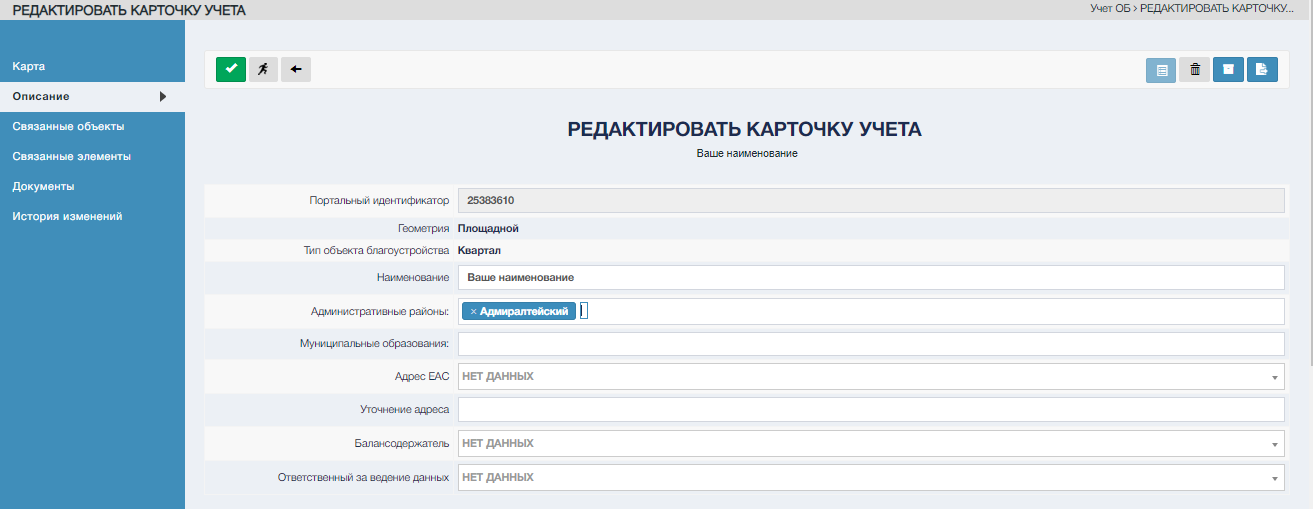 РЕДАКТИРОВАТЬ КАРТОЧКУ УЧЕТА
Учет ОБ > РЕДАКТИРОВАТЬ КАРТОЧКУ...
Карта
Описание
Связанные объекты
Связанные элементы
Документы
История изменений
РЕДАКТИРОВАТЬ КАРТОЧКУ УЧЕТА
Ваше наименование
Портальный идентификатор 25383610
Геометрия Площадной
Тип объекта благоустройства Квартал
Наименование Ваше наименование
Административные районы: × Адмиралтейский
Муниципальные образования:
Адрес ЕАС НЕТ ДАННЫХ
Уточнение адреса
Балансодержатель НЕТ ДАННЫХ
Ответственный за ведение данных НЕТ ДАННЫХ